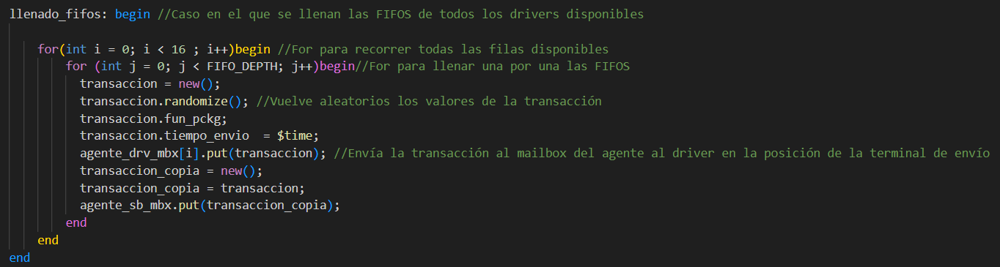 llenado_fifos: begin //Caso en el que se llenan las FIFOS de todos los drivers disponibles
for(int i = 0; i < 16 ; i++)begin //For para recorrer todas las filas disponibles
for (int j = 0; j < FIFO_DEPTH; j++)begin//For para llenar una por una las FIFOS
transaccion = new();
transaccion.randomize(); //Vuelve aleatorios los valores de la transacción
transaccion.fun_pckg;
transaccion.tiempo_envio  = $time;
agente_drv_mbx[i].put(transaccion); //Envía la transacción al mailbox del agente al driver en la posición de la terminal de envío
transaccion_copia = new();
transaccion_copia = transaccion;
agente_sb_mbx.put(transaccion_copia);
end
end
end